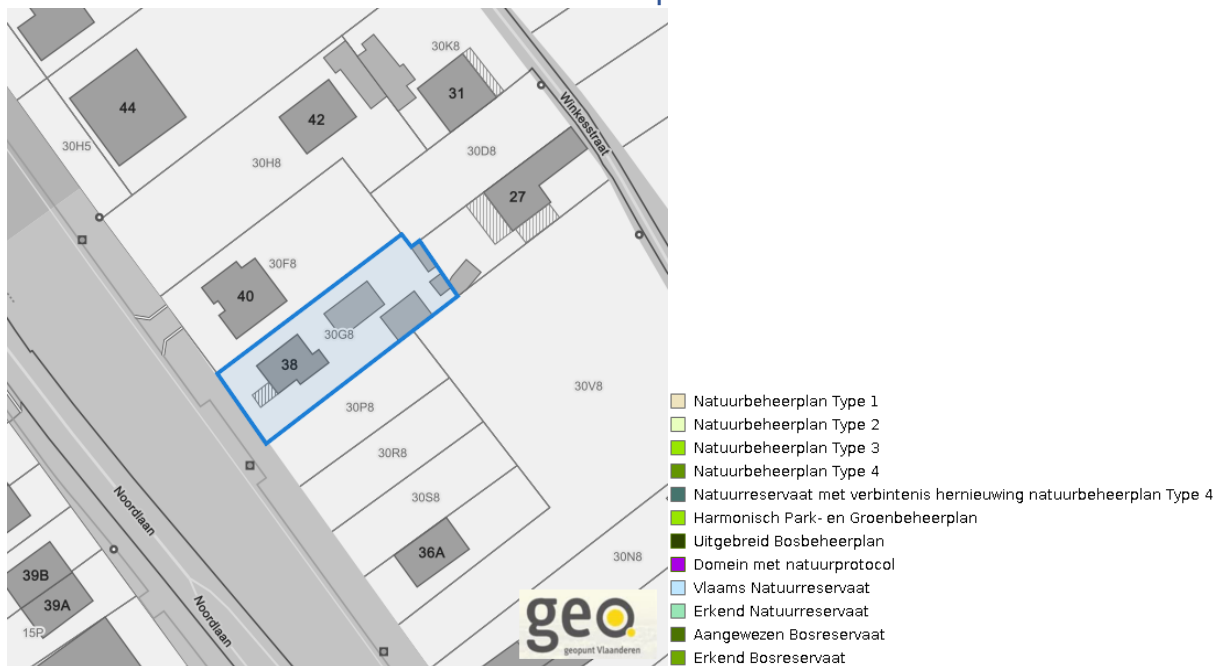 30K8
31
44
42
Winkesstraat
30H5
30D8
30H8
27
30F8
40
30G8
38
30V8
30P8
30R8
Noordlaan
30S8
36A
30N8
39B
39A
Noordlaan
15P
geo.
geopunt Vlaanderen
Natuurbeheerplan Type 1
Natuurbeheerplan Type 2
Natuurbeheerplan Type 3
Natuurbeheerplan Type 4
Natuurreservaat met verbintenis hernieuwing natuurbeheerplan Type 4
Harmonisch Park- en Groenbeheerplan
Uitgebreid Bosbeheerplan
Domein met natuurprotocol
Vlaams Natuurreservaat
Erkend Natuurreservaat
Aangewezen Bosreservaat
Erkend Bosreservaat